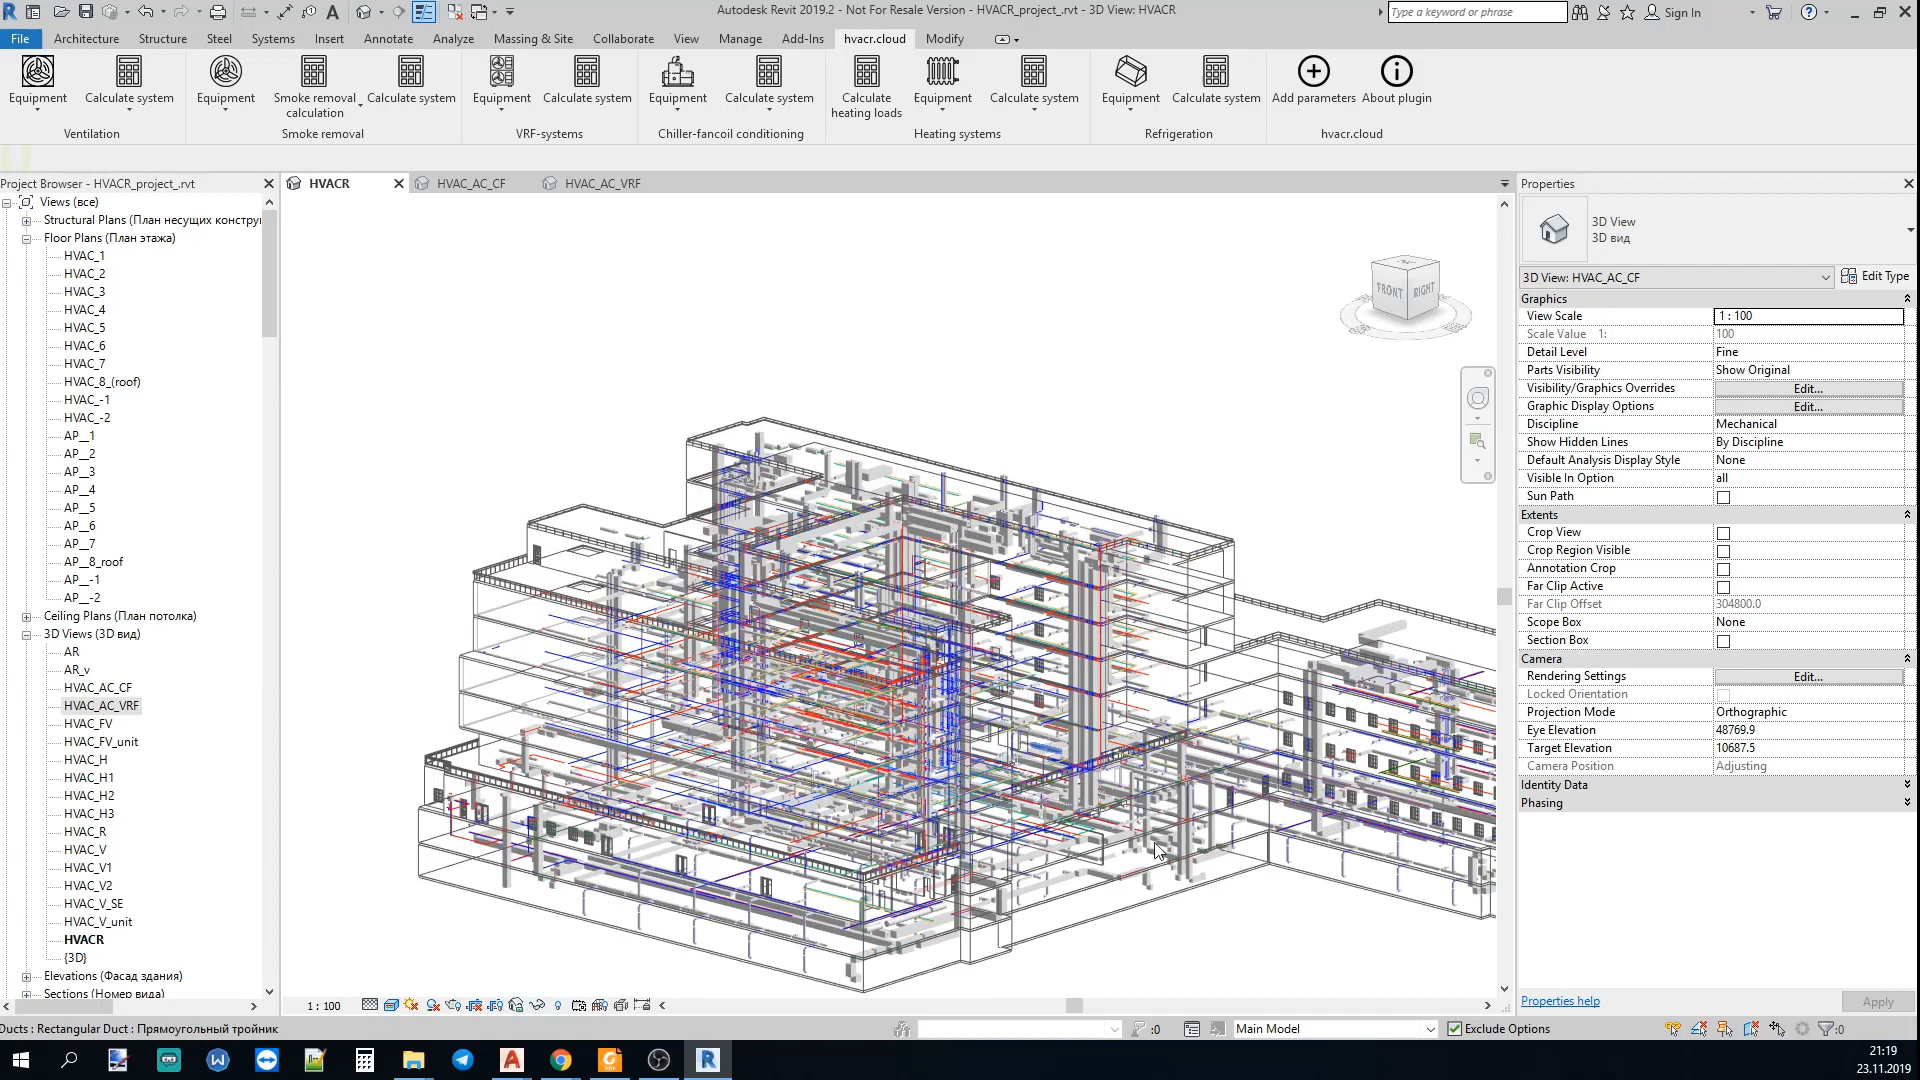 Autodesk Revit 2019.2 - Not For Resale Version - HVACR_project_.rvt - 3D View: HVACR
Type a keyword or phrase
Sign In
File Architecture Structure Steel Systems Insert Annotate Analyze Massing & Site Collaborate View Manage Add-Ins hvacr.cloud Modify
Equipment Calculate system Equipment Smoke removal calculation Calculate system Equipment Calculate system Equipment Calculate system Calculate heating loads Equipment Calculate system Equipment Calculate system Add parameters About plugin
Ventilation Smoke removal VRF-systems Chiller-fancoil conditioning Heating systems Refrigeration hvacr.cloud
Project Browser - HVACR_project_.rvt
Views (все)
Structural Plans (План несущих констру
Floor Plans (План этажа)
HVAC_1
HVAC_2
HVAC_3
HVAC_4
HVAC_5
HVAC_6
HVAC_7
HVAC_8_(roof)
HVAC_-1
HVAC_-2
AP__1
AP__2
AP__3
AP__4
AP__5
AP__6
AP__7
AP__8_roof
AP__-1
AP__-2
Ceiling Plans (План потолка)
3D Views (3D вид)
AR
AR_v
HVAC_AC_CF
HVAC_AC_VRF
HVAC_FV
HVAC_FV_unit
HVAC_H
HVAC_H1
HVAC_H2
HVAC_H3
HVAC_R
HVAC_V
HVAC_V1
HVAC_V2
HVAC_V_SE
HVAC_V_unit
HVACR
{3D}
Elevations (Фасад здания)
Sections (Номер вида)
HVACR HVAC_AC_CF HVAC_AC_VRF
FRONT RIGHT
1 : 100
Properties
3D View
3D вид
3D View: HVAC_AC_CF Edit Type
Graphics
View Scale 1 : 100
Scale Value 1: 100
Detail Level Fine
Parts Visibility Show Original
Visibility/Graphics Overrides Edit...
Graphic Display Options Edit...
Discipline Mechanical
Show Hidden Lines By Discipline
Default Analysis Display Style None
Visible In Option all
Sun Path
Extents
Crop View
Crop Region Visible
Annotation Crop
Far Clip Active
Far Clip Offset 304800.0
Scope Box None
Section Box
Camera
Rendering Settings Edit...
Locked Orientation
Projection Mode Orthographic
Eye Elevation 48769.9
Target Elevation 10687.5
Camera Position Adjusting
Identity Data
Phasing
Properties help Apply
Ducts : Rectangular Duct : Прямоугольный тройник
:0
Main Model
Exclude Options
:0
21:19
23.11.2019